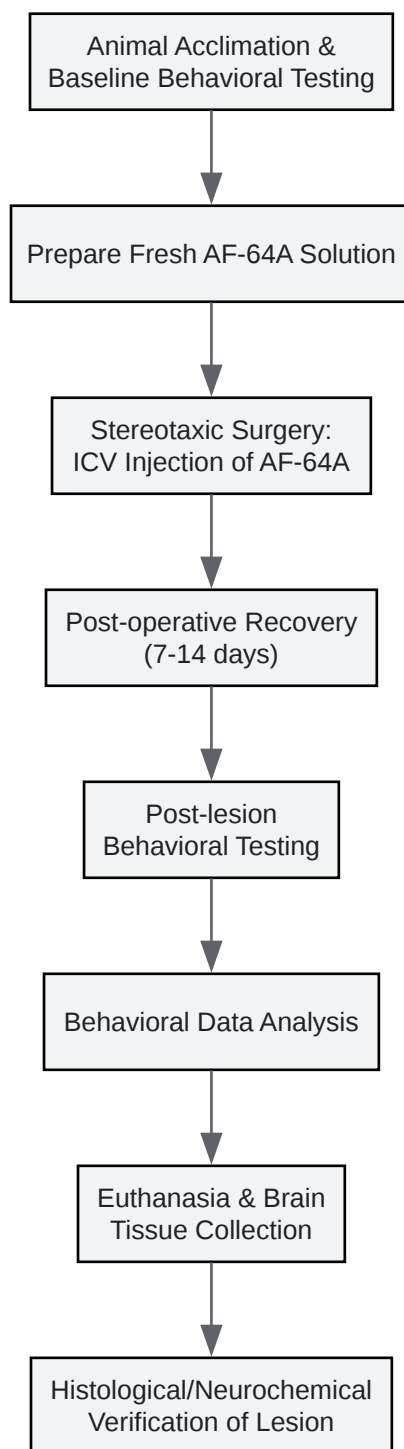 Animal Acclimation &
Baseline Behavioral Testing
Prepare Fresh AF-64A Solution
Stereotaxic Surgery:
ICV Injection of AF-64A
Post-operative Recovery
(7-14 days)
Post-lesion
Behavioral Testing
Behavioral Data Analysis
Euthanasia & Brain
Tissue Collection
Histological/Neurochemical
Verification of Lesion